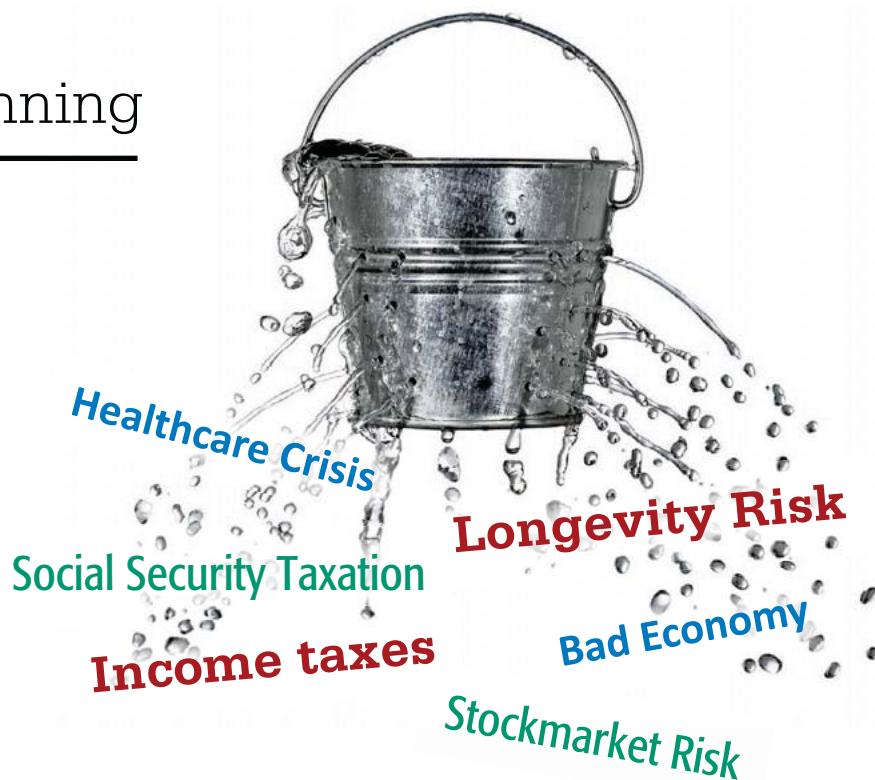 nning
Healthcare Crisis
Longevity Risk
Social Security Taxation
Bad Economy
Income taxes
Stockmarket Risk